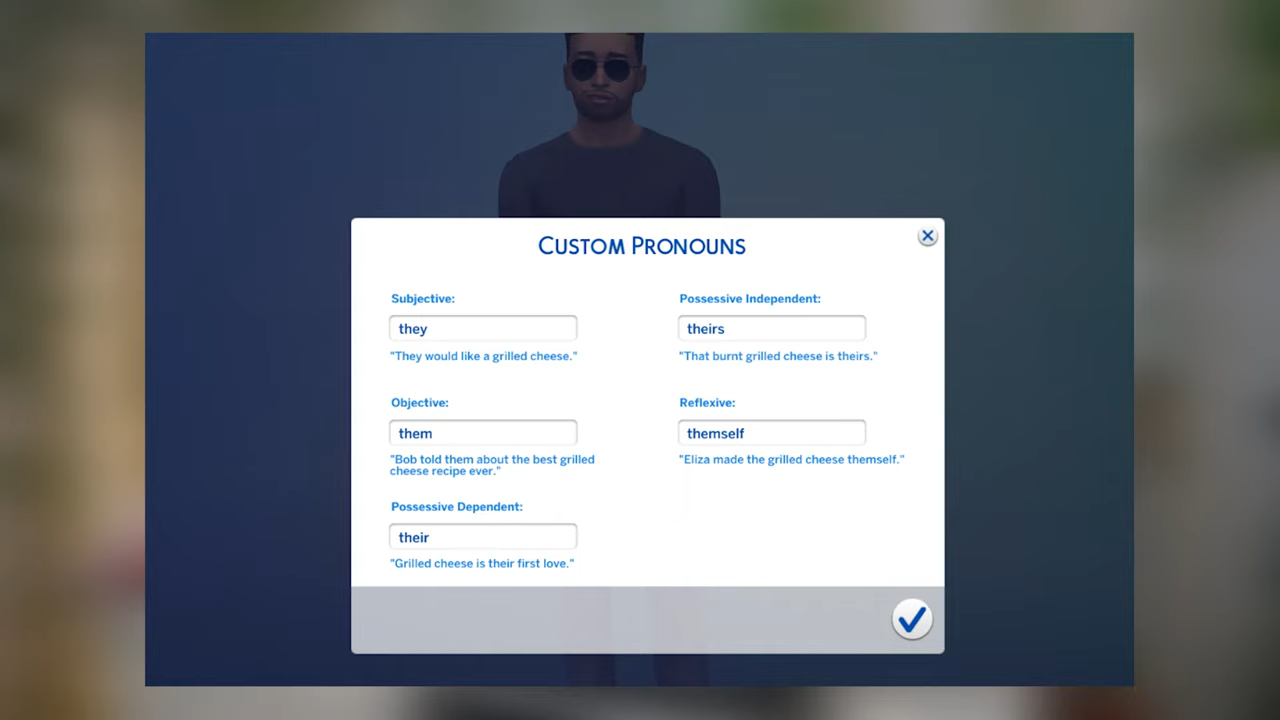 CUSTOM PRONOUNS
Subjective:
they
"They would like a grilled cheese."
Objective:
them
"Bob told them about the best grilled
cheese recipe ever."
Possessive Dependent:
their
"Grilled cheese is their first love."
Possessive Independent:
theirs
"That burnt grilled cheese is theirs."
Reflexive:
themself
"Eliza made the grilled cheese themself."